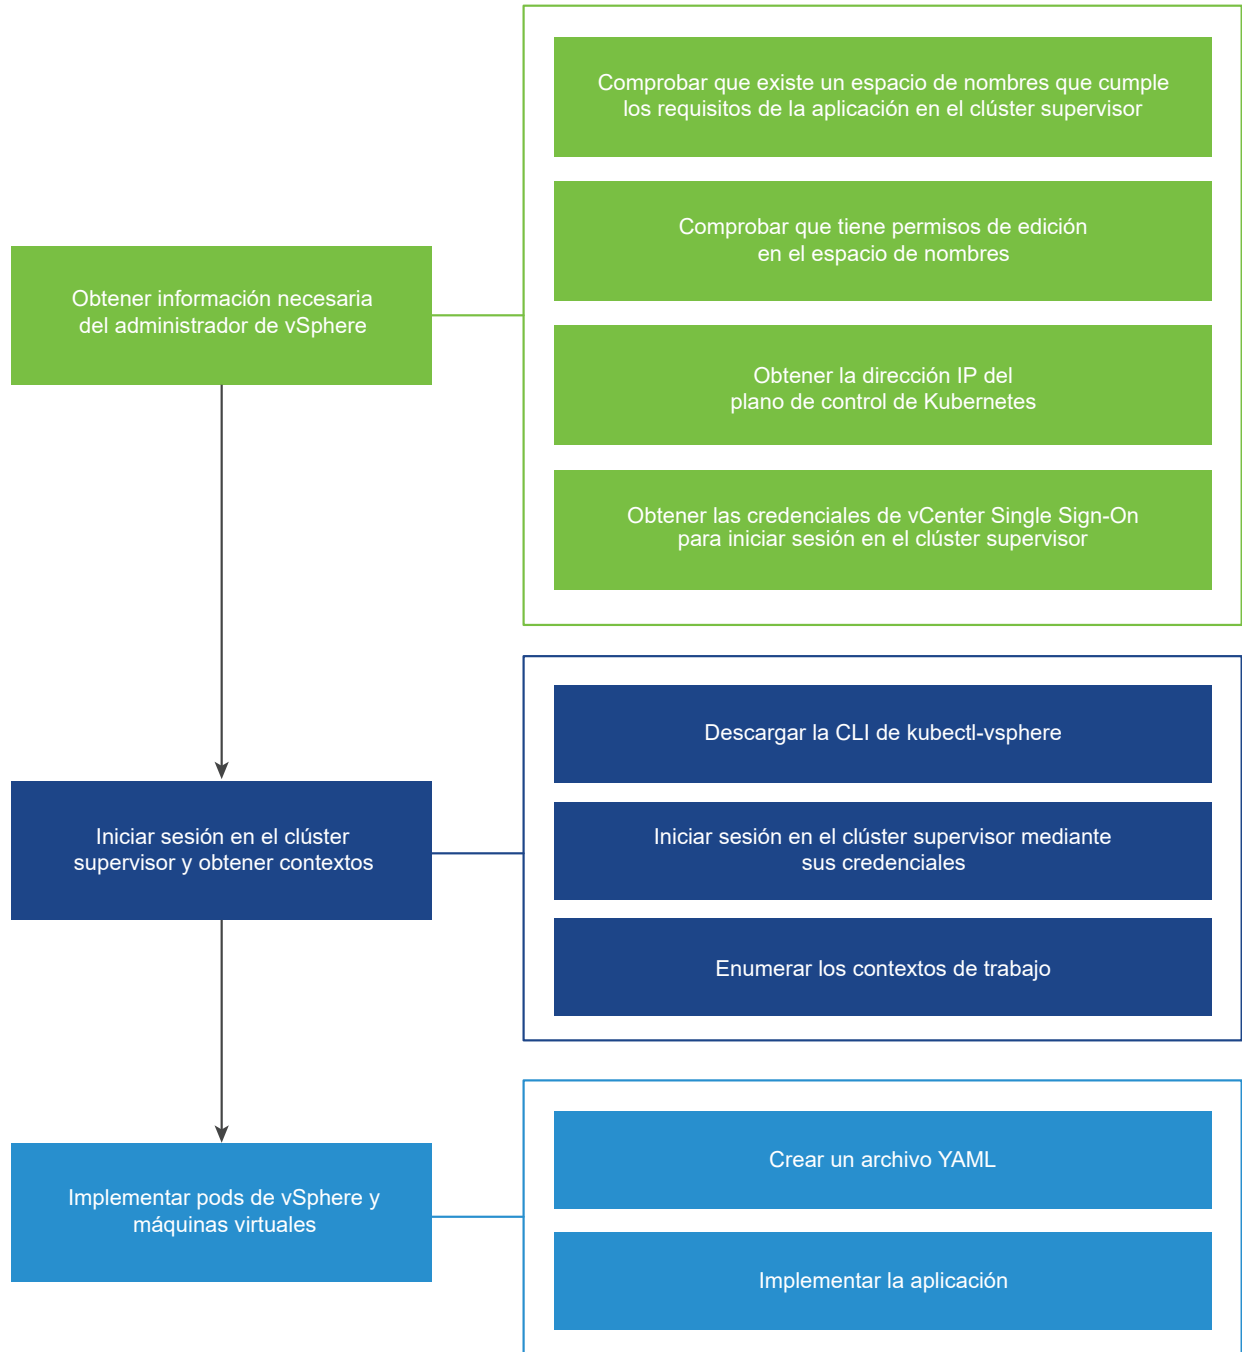 Obtener información necesaria
del administrador de vSphere
Comprobar que existe un espacio de nombres que cumple
los requisitos de la aplicación en el clúster supervisor
Comprobar que tiene permisos de edición
en el espacio de nombres
Obtener la dirección IP del
plano de control de Kubernetes
Obtener las credenciales de vCenter Single Sign-On
para iniciar sesión en el clúster supervisor
Iniciar sesión en el clúster
supervisor y obtener contextos
Descargar la CLI de kubectl-vsphere
Iniciar sesión en el clúster supervisor mediante
sus credenciales
Enumerar los contextos de trabajo
Implementar pods de vSphere y
máquinas virtuales
Crear un archivo YAML
Implementar la aplicación